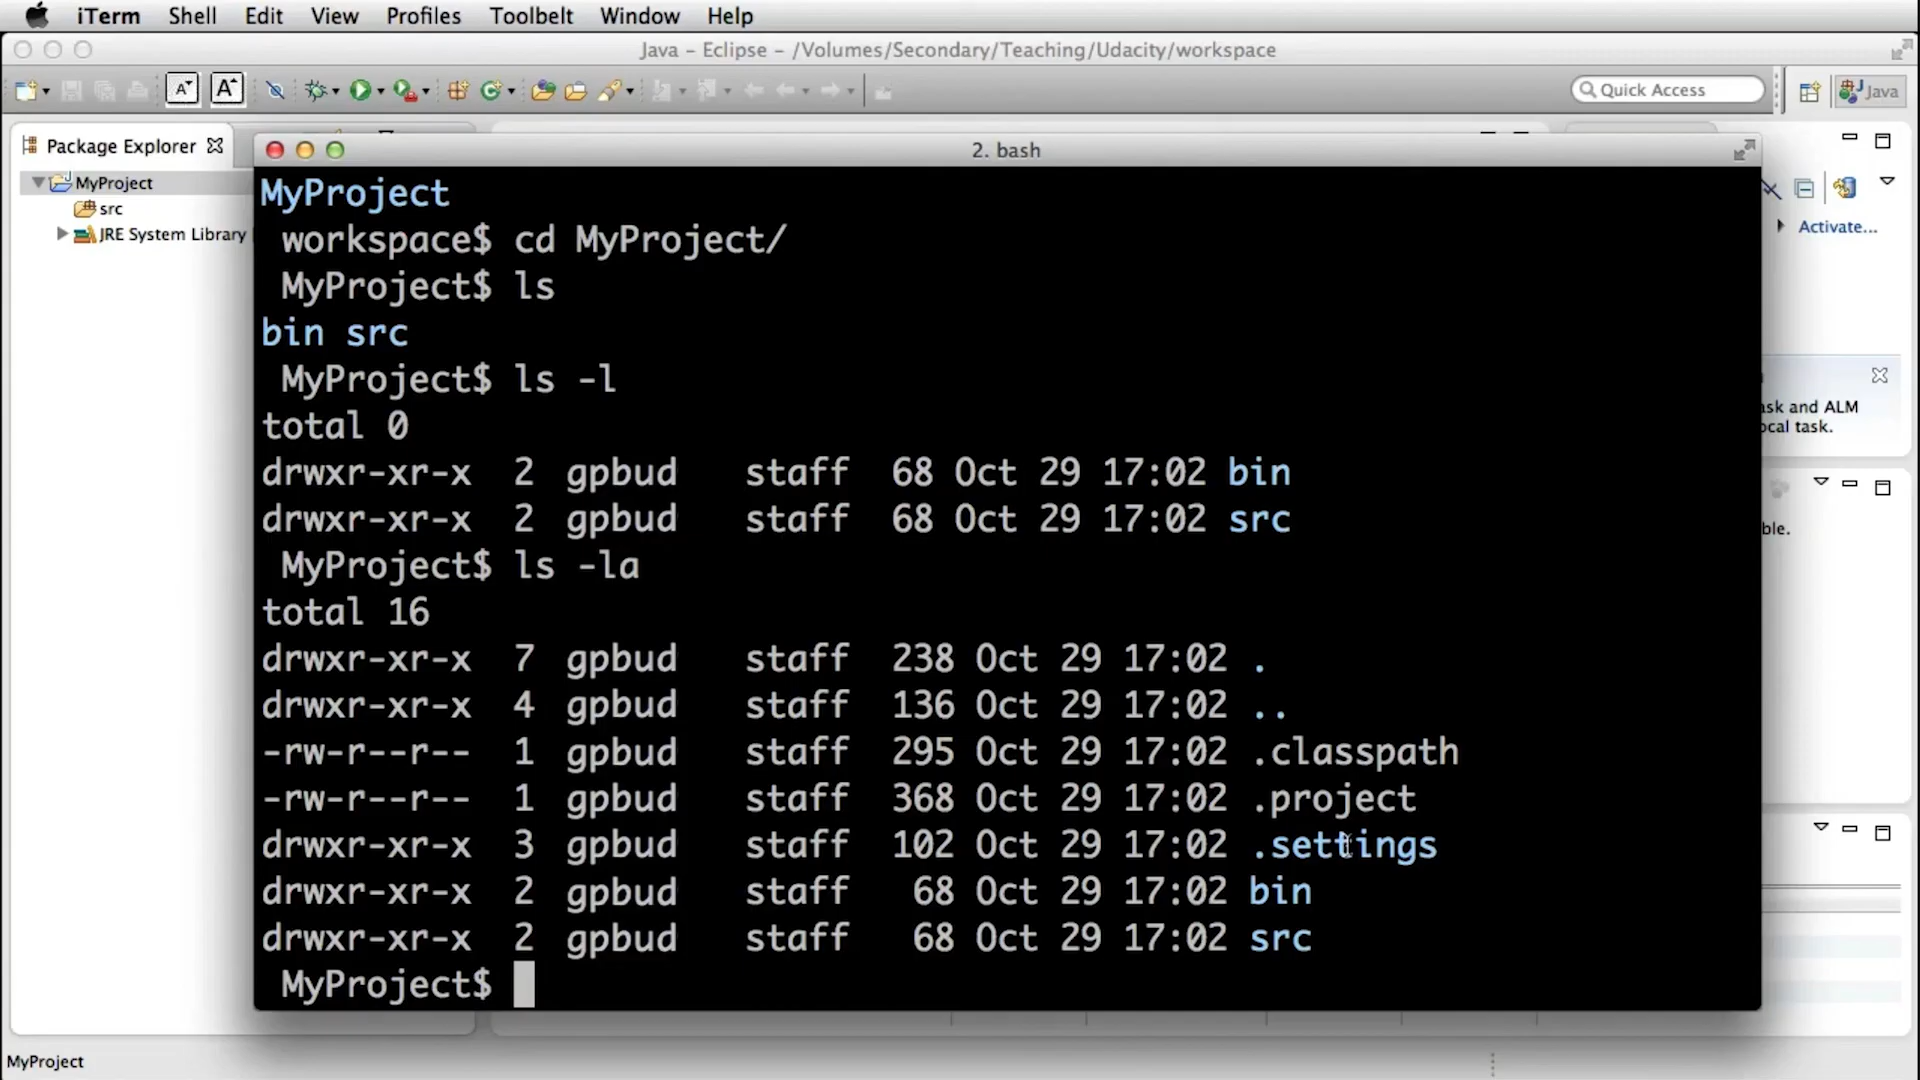 iTerm Shell Edit View Profiles Toolbelt Window Help
Java - Eclipse - /Volumes/Secondary/Teaching/Udacity/workspace
Quick Access
Java
Package Explorer
MyProject
src
JRE System Library
2. bash
MyProject
workspace$ cd MyProject/
MyProject$ ls
bin src
MyProject$ ls -l
total 0
drwxr-xr-x 2 gpbud staff 68 Oct 29 17:02 bin
drwxr-xr-x 2 gpbud staff 68 Oct 29 17:02 src
MyProject$ ls -la
total 16
drwxr-xr-x 7 gpbud staff 238 Oct 29 17:02 .
drwxr-xr-x 4 gpbud staff 136 Oct 29 17:02 ..
-rw-r--r-- 1 gpbud staff 295 Oct 29 17:02 .classpath
-rw-r--r-- 1 gpbud staff 368 Oct 29 17:02 .project
drwxr-xr-x 3 gpbud staff 102 Oct 29 17:02 .settings
drwxr-xr-x 2 gpbud staff 68 Oct 29 17:02 bin
drwxr-xr-x 2 gpbud staff 68 Oct 29 17:02 src
MyProject$
Activate...
and ALM
task.
MyProject